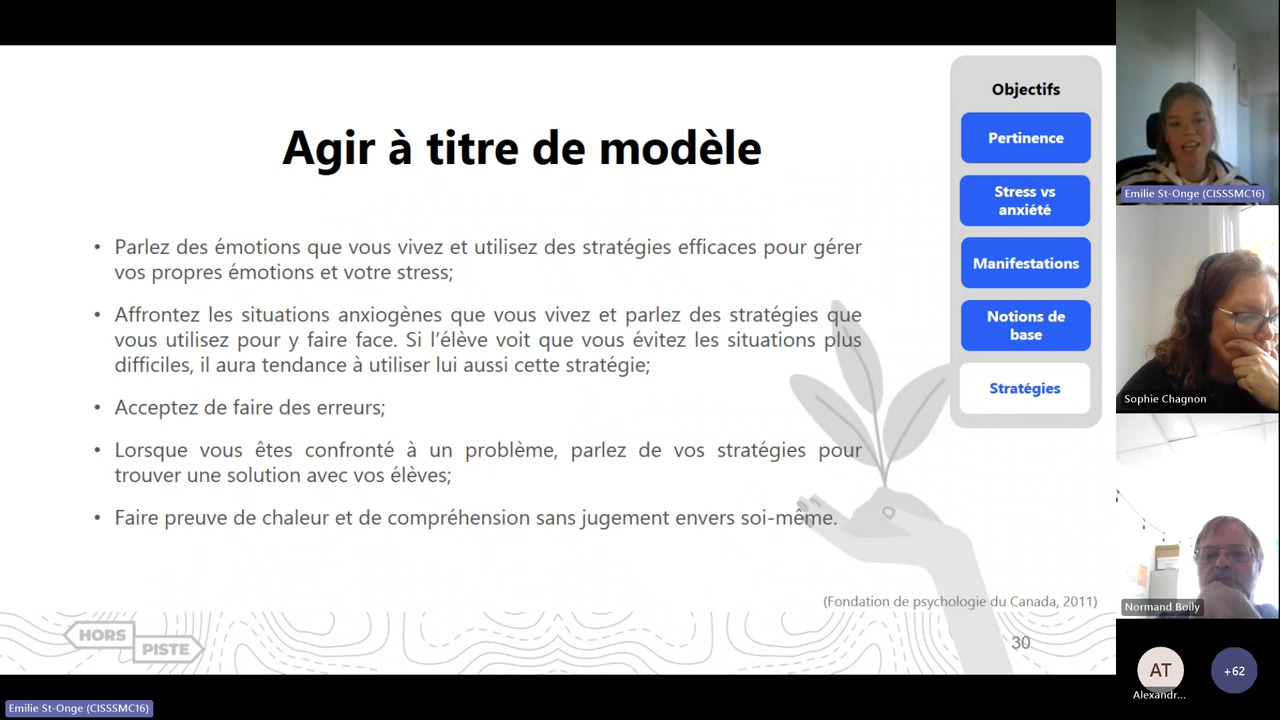 Agir à titre de modèle
• Parlez des émotions que vous vivez et utilisez des stratégies efficaces pour gérer
vos propres émotions et votre stress;
• Affrontez les situations anxiogènes que vous vivez et parlez des stratégies que
vous utilisez pour y faire face. Si l’élève voit que vous évitez les situations plus
difficiles, il aura tendance à utiliser lui aussi cette stratégie;
• Acceptez de faire des erreurs;
• Lorsque vous êtes confronté à un problème, parlez de vos stratégies pour
trouver une solution avec vos élèves;
• Faire preuve de chaleur et de compréhension sans jugement envers soi-même.
(Fondation de psychologie du Canada, 2011)
30
HORS
PISTE
Objectifs
Pertinence
Stress vs
anxiété
Manifestations
Notions de
base
Stratégies
Emilie St-Onge (CISSSMC16)
Sophie Chagnon
Normand Boily
AT
Alexandr...
+62
Emilie St-Onge (CISSSMC16)